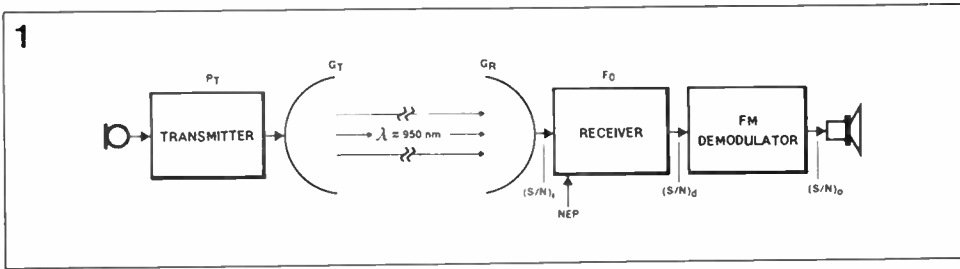 1
P_T
G_T
G_R
F_0
TRANSMITTER
λ = 950 nm
RECEIVER
FM
DEMODULATOR
(S/N)_i
(S/N)_d
(S/N)_o
NEP